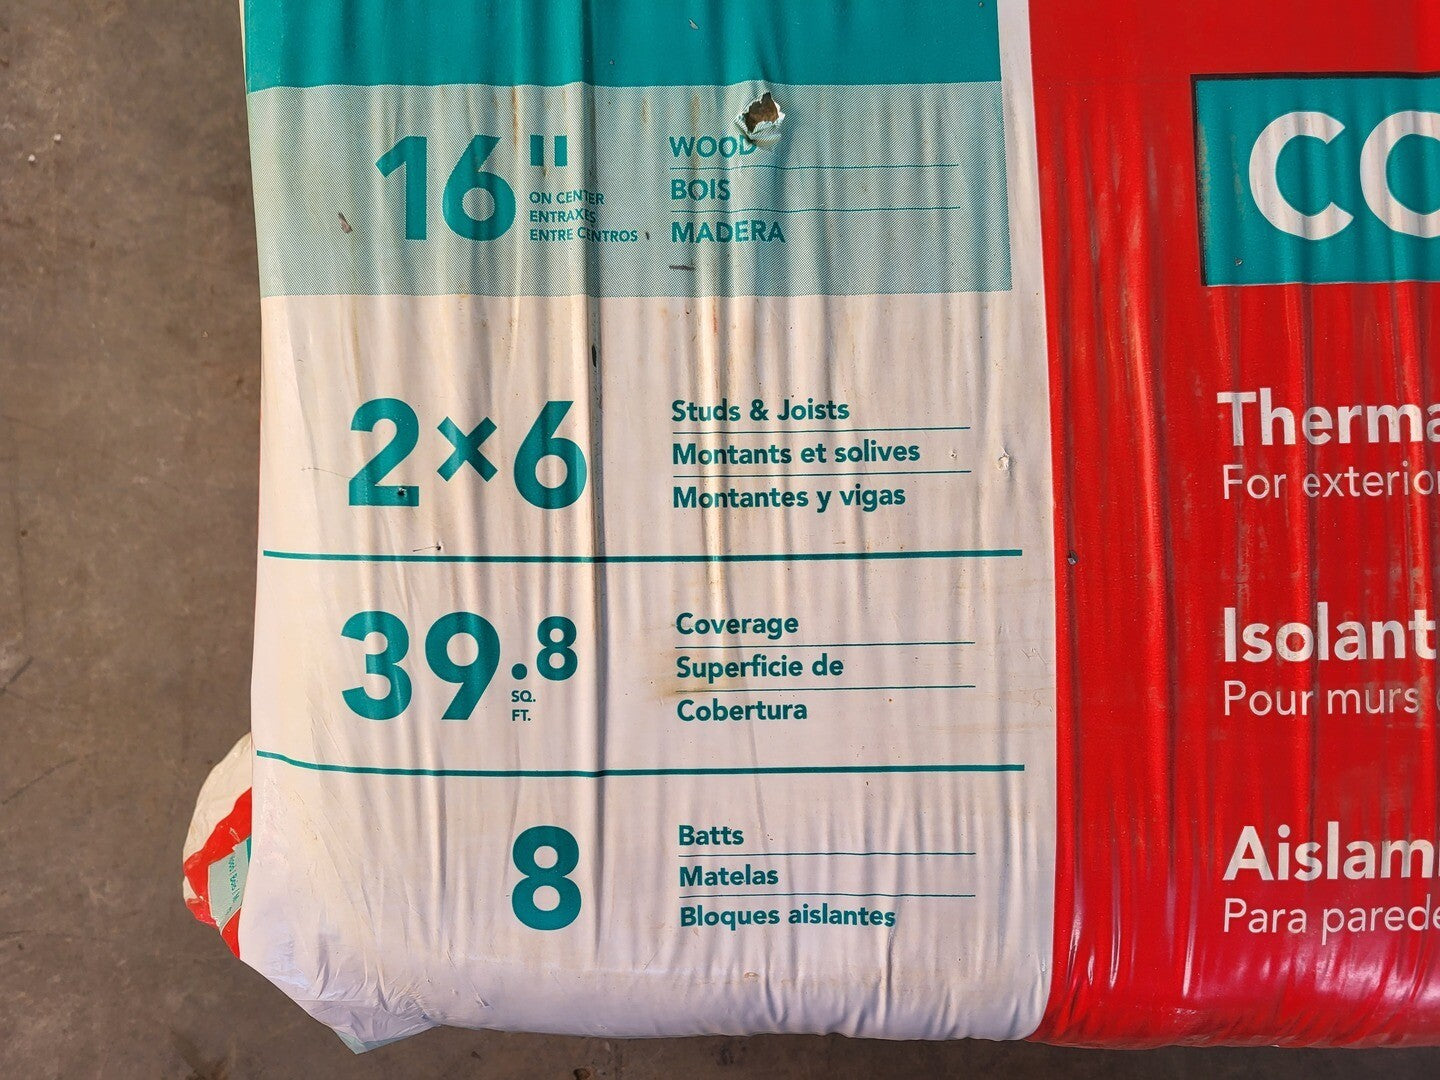 16"
ON CENTER
ENTRAXES
ENTRE CENTROS
WOOD
BOIS
MADERA
2×6
Studs & Joists
Montants et solives
Montantes y vigas
39.8
SQ.
FT.
Coverage
Superficie de
Cobertura
8
Batts
Matelas
Bloques aislantes
CO
Therma
For exterior
Isolant
Pour murs
Aislami
Para parede